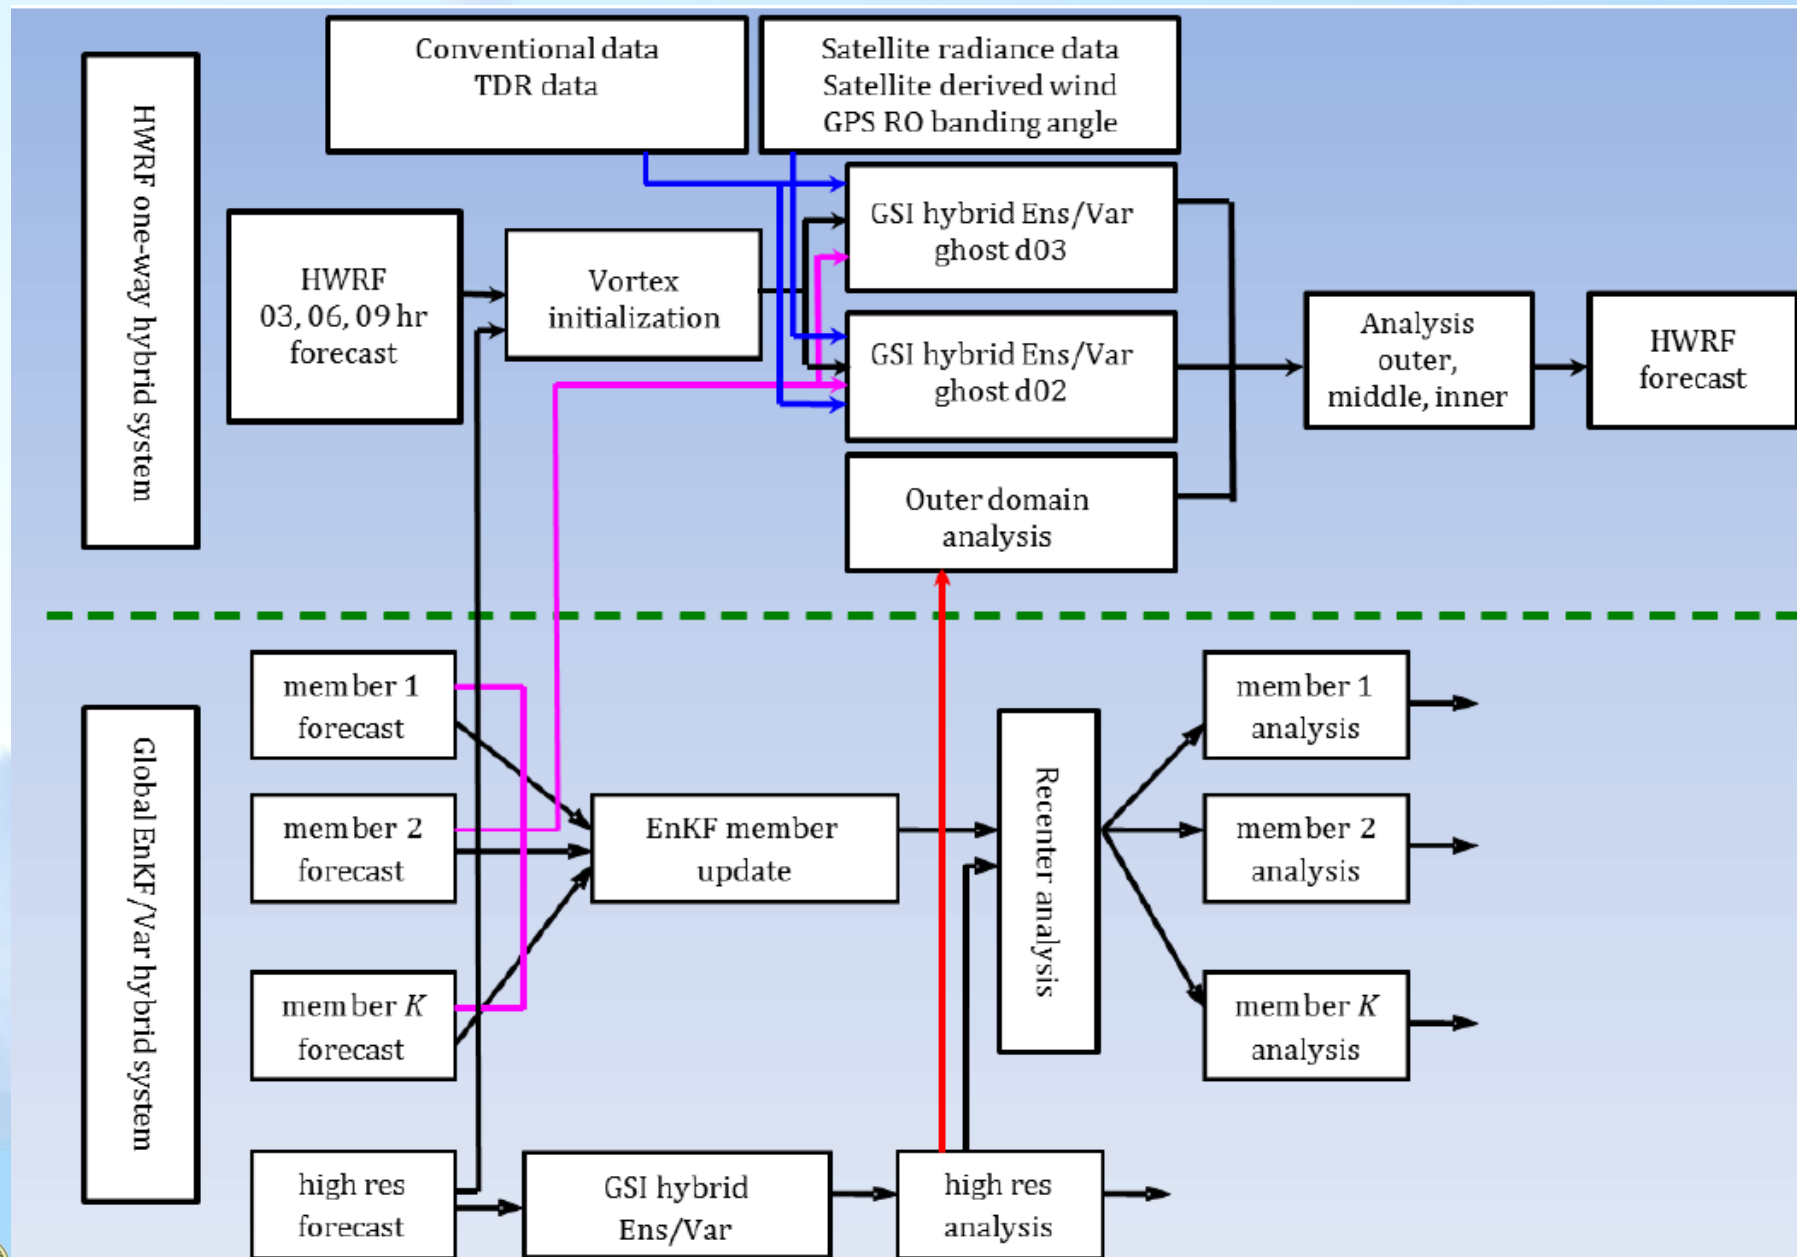 HWRF one-way hybrid system
Conventional data
TDR data
Satellite radiance data
Satellite derived wind
GPS RO banding angle
HWRF
03, 06, 09 hr
forecast
Vortex
initialization
GSI hybrid Ens/Var
ghost d03
GSI hybrid Ens/Var
ghost d02
Outer domain
analysis
Analysis
outer,
middle, inner
HWRF
forecast
Global EnKF/Var hybrid system
member 1
forecast
member 2
forecast
member K
forecast
high res
forecast
EnKF member
update
GSI hybrid
Ens/Var
high res
analysis
Recenter analysis
member 1
analysis
member 2
analysis
member K
analysis